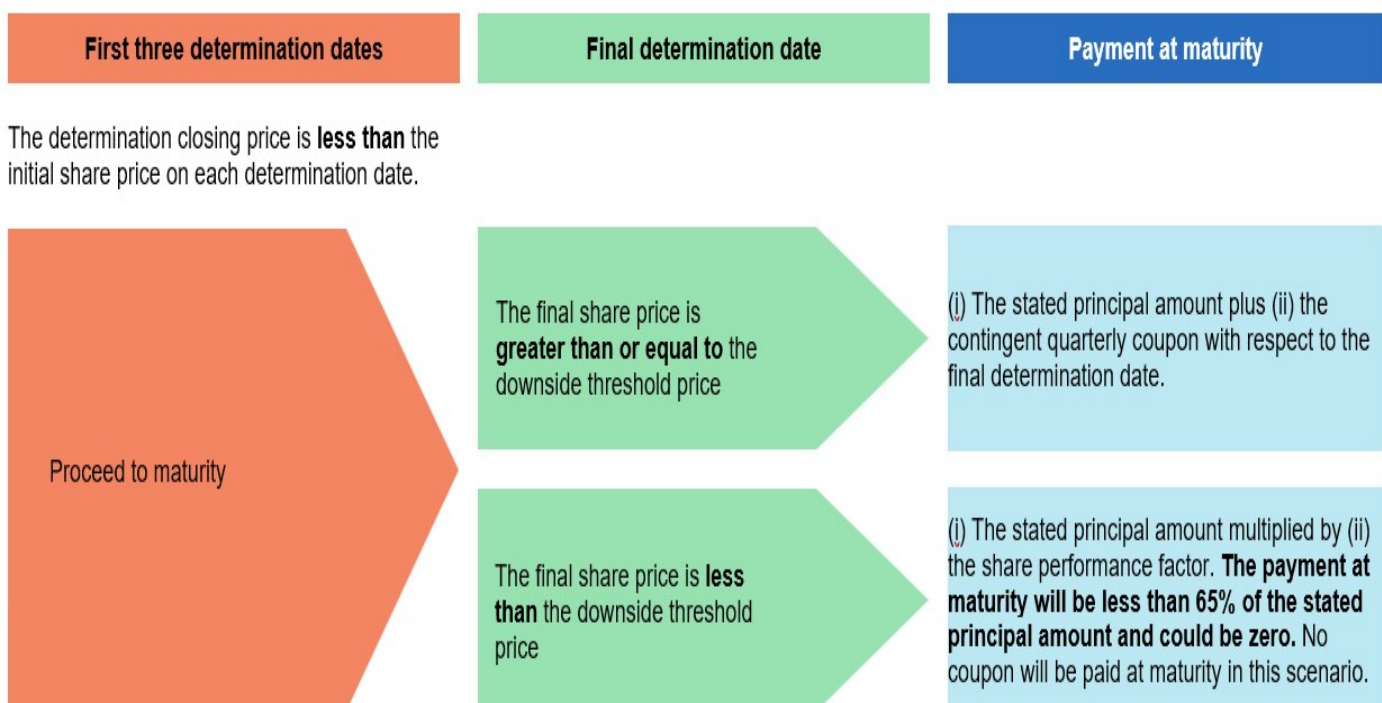 First three determination dates
Final determination date
Payment at maturity
The determination closing price is less than the
initial share price on each determination date.
Proceed to maturity
The final share price is
greater than or equal to the
downside threshold price
(i) The stated principal amount plus (ii) the
contingent quarterly coupon with respect to the
final determination date.
The final share price is less
than the downside threshold
price
(i) The stated principal amount multiplied by (ii)
the share performance factor. The payment at
maturity will be less than 65% of the stated
principal amount and could be zero. No
coupon will be paid at maturity in this scenario.